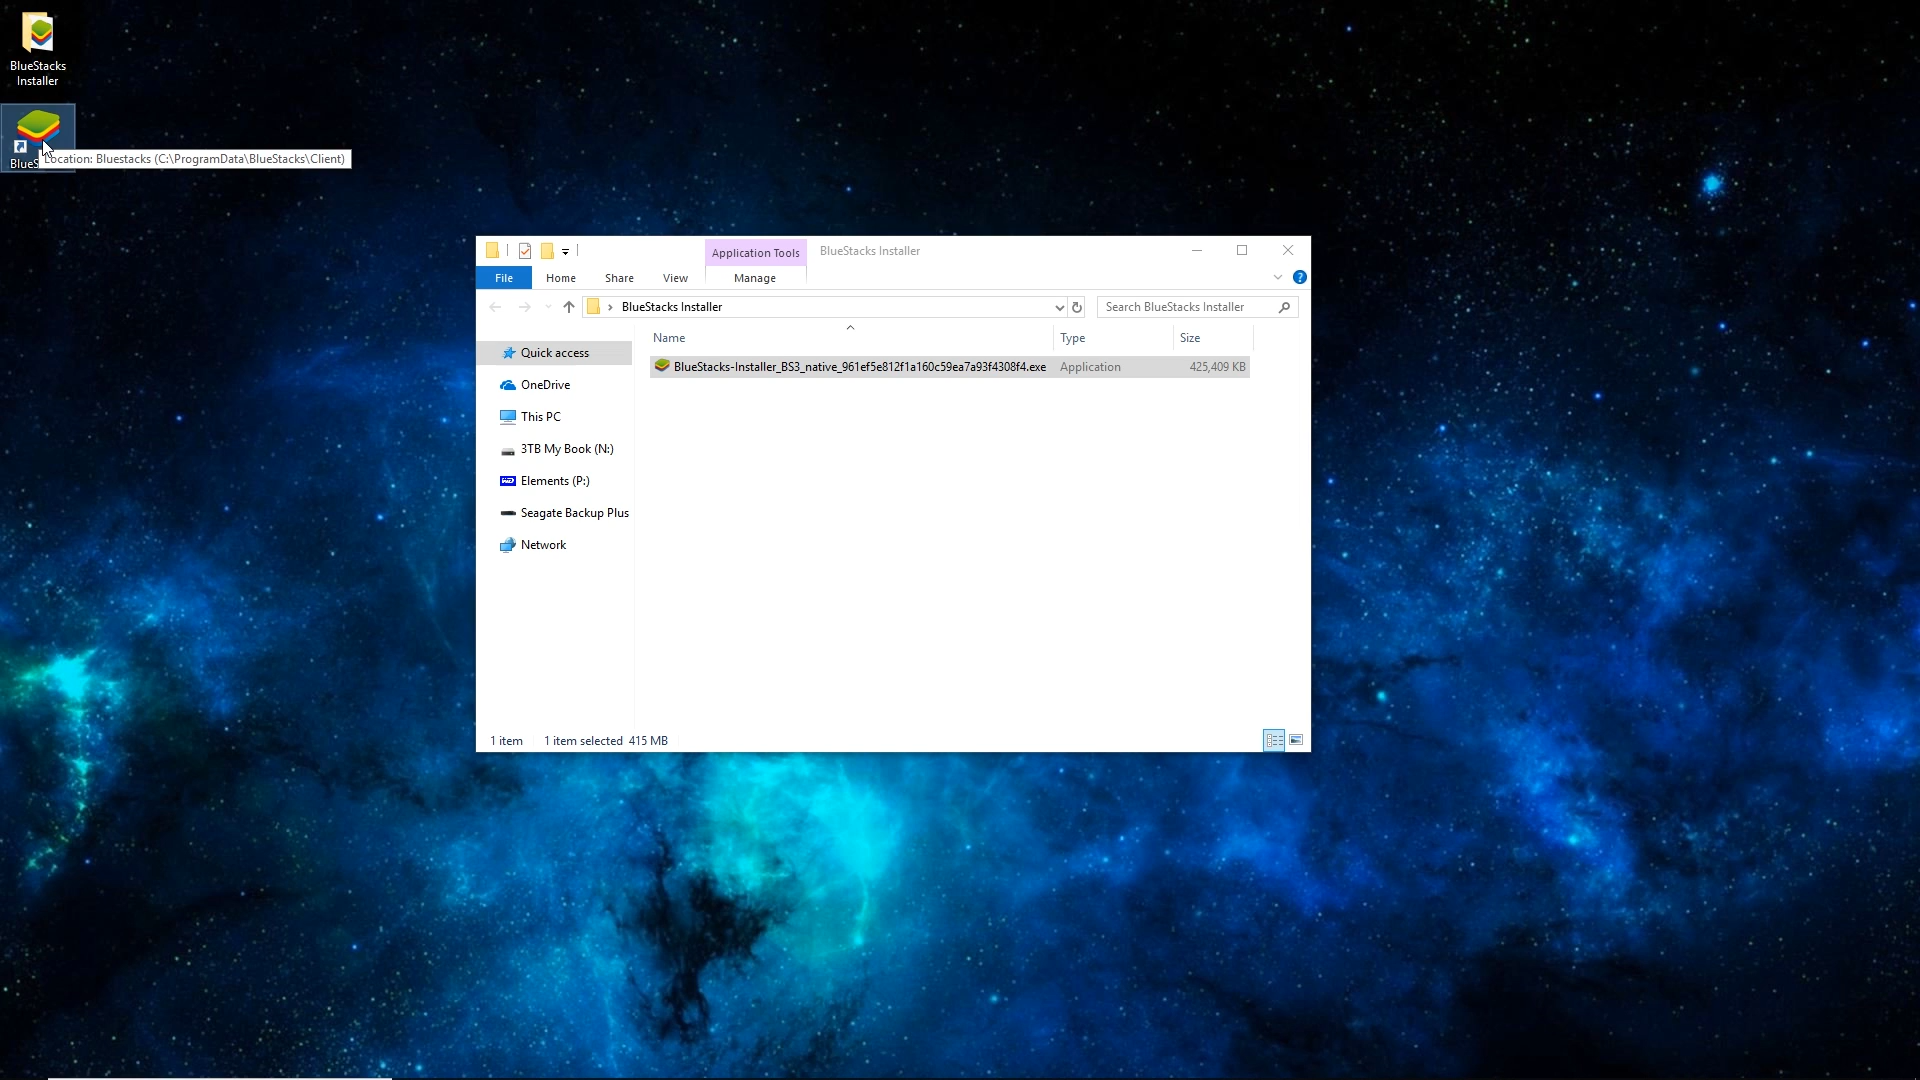 BlueStacks
Installer
BlueS
Location: Bluestacks (C:\ProgramData\BlueStacks\Client)
Application Tools
BlueStacks Installer
File
Home
Share
View
Manage
?
BlueStacks Installer
Search BlueStacks Installer
Name
Type
Size
Quick access
OneDrive
This PC
3TB My Book (N:)
Elements (P:)
Seagate Backup Plus
Network
BlueStacks-Installer_BS3_native_961ef5e812f1a160c59ea7a93f4308f4.exe
Application
425,409 KB
1 item
1 item selected 415 MB